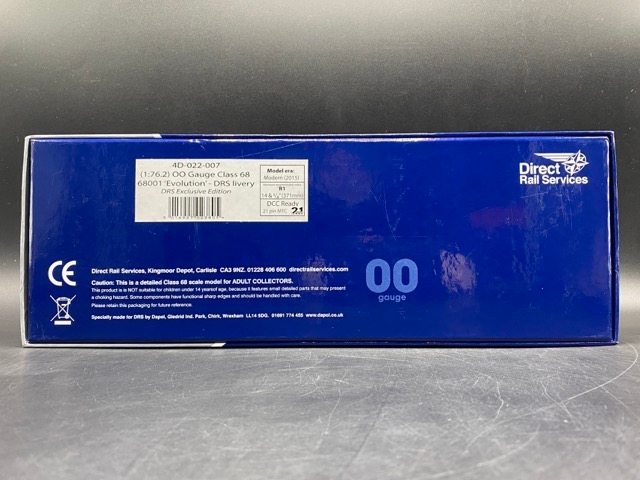 4D-022-007
(1:76.2) OO Gauge Class 68
68001 'Evolution' - DRS livery
DRS Exclusive Edition
Model era:
Modern (2015)
R1
DCC Ready
21 pin MTC 21
Direct
Rail Services
CE
Direct Rail Services, Kingmoor Depot, Carlisle CA3 9NZ. 01228 406 600 directrailservices.com
Caution: This is a detailed Class 68 scale model for ADULT COLLECTORS.
This product is is NOT suitable for children under 14 yearsof age, because it features small detailed parts that may present
a choking hazard. Some components have functional sharp edges and should be handled with care.
Please retain this packaging for future reference.
Specially made for DRS by Dapol, Gledrid Ind. Park, Chirk, Wrexham LL14 5DG. 01691 774 455 www.dapol.co.uk
OO
gauge